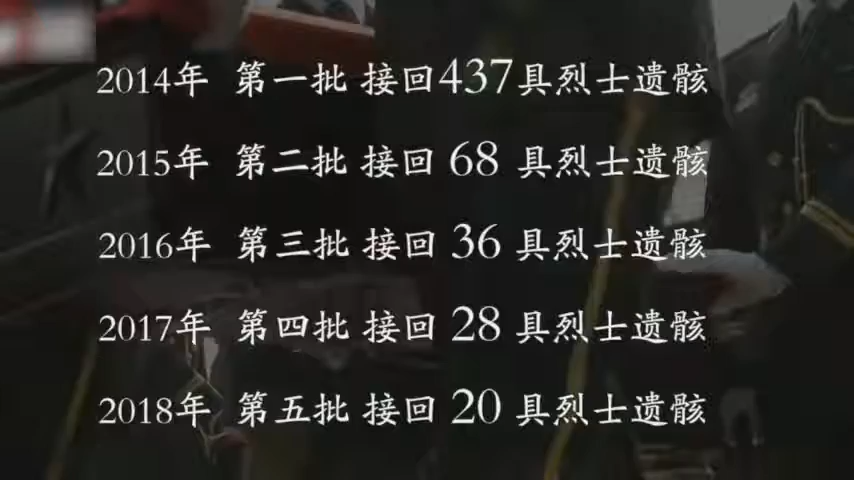 2014年 第一批 接回437具烈士遗骸
2015年 第二批 接回 68 具烈士遗骸
2016年 第三批 接回 36 具烈士遗骸
2017年 第四批 接回 28 具烈士遗骸
2018年 第五批 接回 20 具烈士遗骸